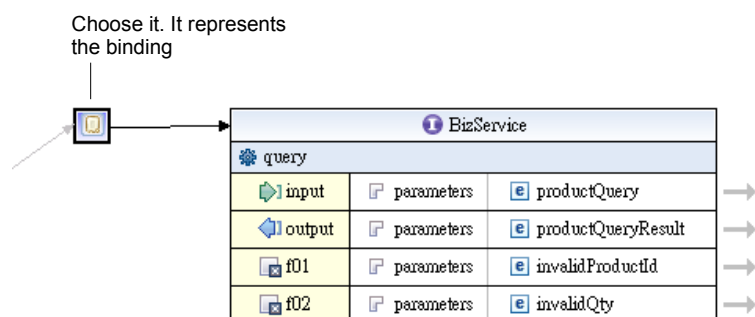 Choose it. It represents
the binding
BizService
query
input parameters productQuery
output parameters productQueryResult
f01 parameters invalidProductId
f02 parameters invalidQty